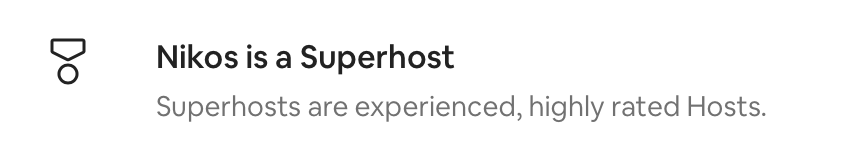 Nikos is a Superhost
Superhosts are experienced, highly rated Hosts.